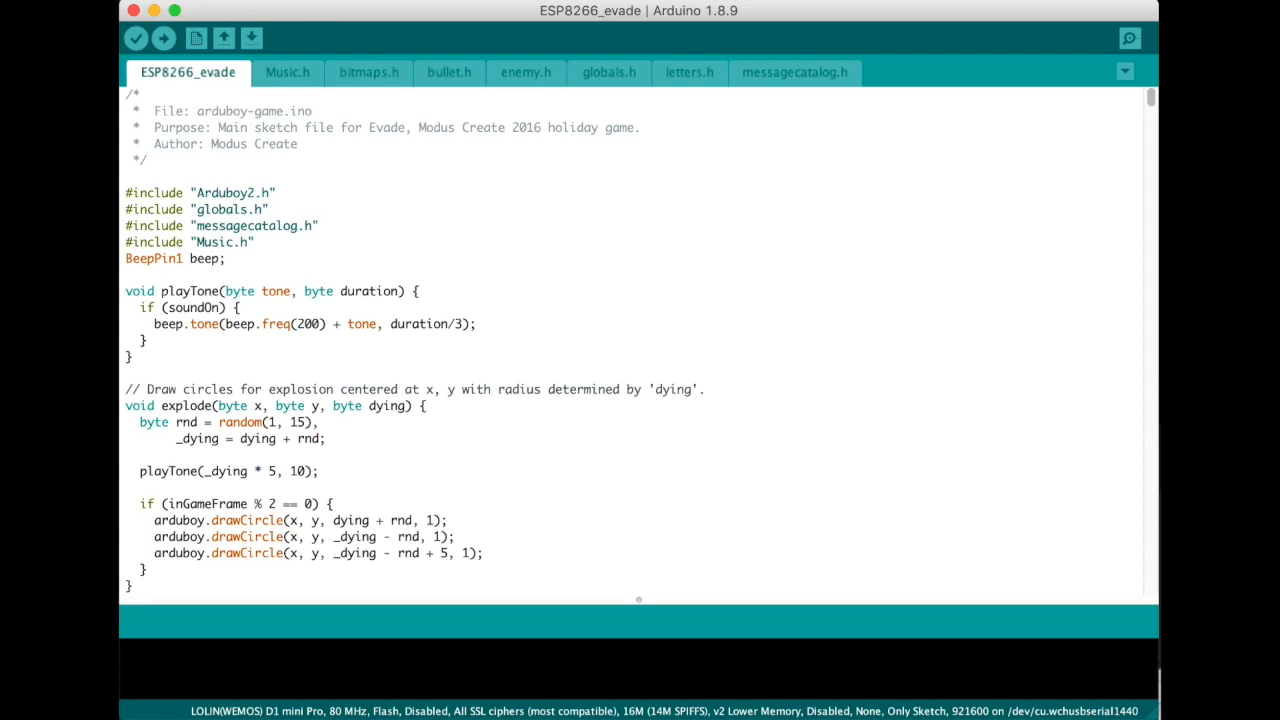 ESP8266_evade | Arduino 1.8.9
ESP8266_evade Music.h bitmaps.h bullet.h enemy.h globals.h letters.h messagecatalog.h
/*
 *  File: arduboy-game.ino
 *  Purpose: Main sketch file for Evade, Modus Create 2016 holiday game.
 *  Author: Modus Create
 */
#include "Arduboy2.h"
#include "globals.h"
#include "messagecatalog.h"
#include "Music.h"
BeepPin1 beep;
void playTone(byte tone, byte duration) {
  if (soundOn) {
    beep.tone(beep.freq(200) + tone, duration/3);
  }
}
// Draw circles for explosion centered at x, y with radius determined by 'dying'.
void explode(byte x, byte y, byte dying) {
  byte rnd = random(1, 15),
       _dying = dying + rnd;
  playTone(_dying * 5, 10);
  if (inGameFrame % 2 == 0) {
    arduboy.drawCircle(x, y, dying + rnd, 1);
    arduboy.drawCircle(x, y, _dying - rnd, 1);
    arduboy.drawCircle(x, y, _dying - rnd + 5, 1);
  }
}
LOLIN(WEMOS) D1 mini Pro, 80 MHz, Flash, Disabled, All SSL ciphers (most compatible), 16M (14M SPIFFS), v2 Lower Memory, Disabled, None, Only Sketch, 921600 on /dev/cu.wchusbserial1440